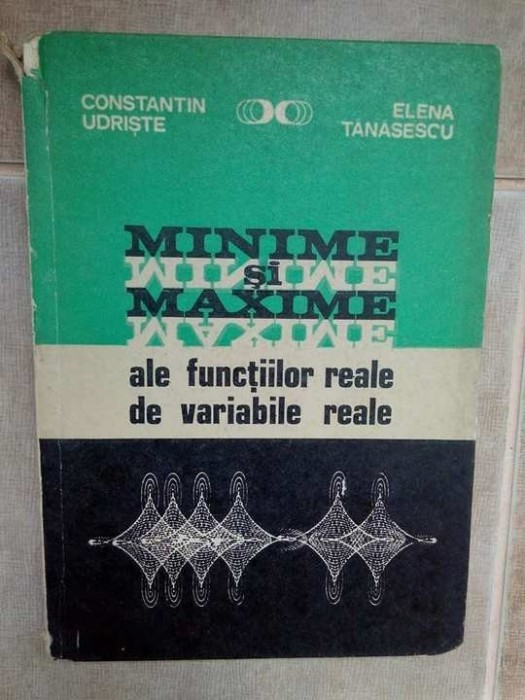 CONSTANTIN
UDRIȘTE
ELENA
TĂNĂSESCU
MINIME
și
MAXIME
ale funcțiilor reale
de variabile reale